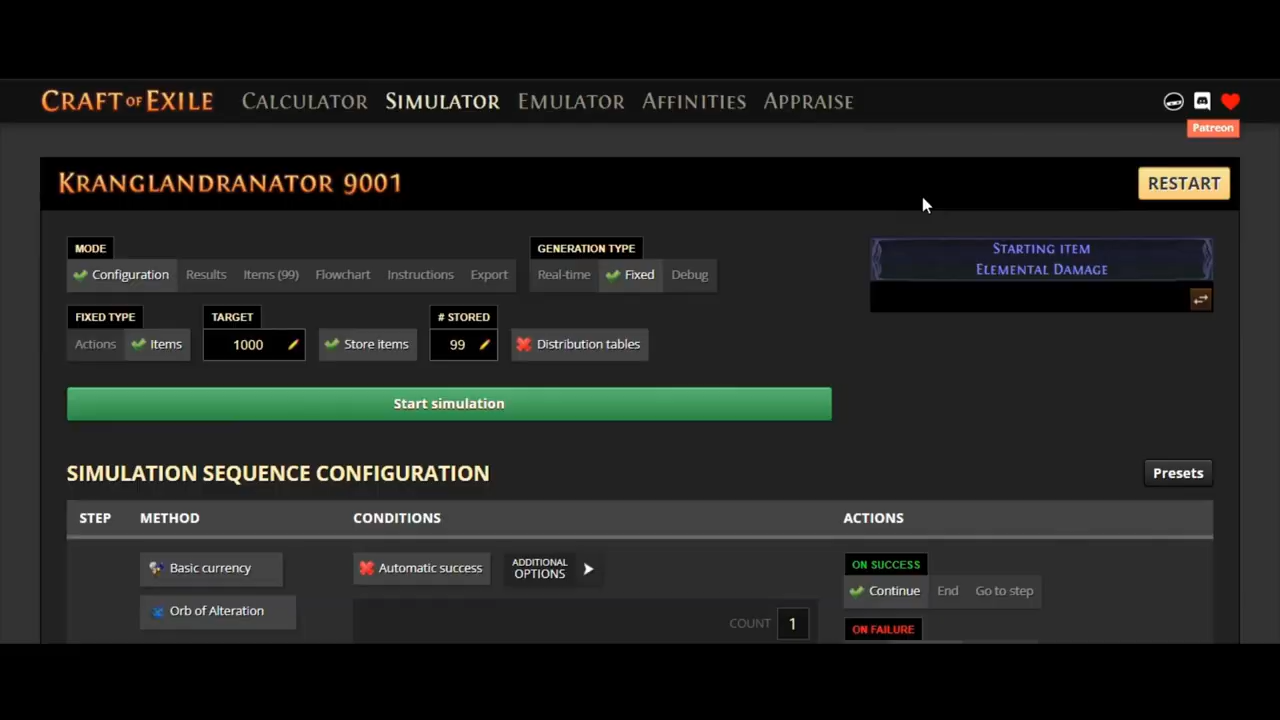 CRAFT OF EXILE CALCULATOR SIMULATOR EMULATOR AFFINITIES APPRAISE
Patreon
KRANGLANDRANATOR 9001 RESTART
MODE GENERATION TYPE STARTING ITEM
Configuration Results Items (99) Flowchart Instructions Export Real-time Fixed Debug ELEMENTAL DAMAGE
FIXED TYPE TARGET # STORED
Actions Items 1000 Store items 99 Distribution tables
Start simulation
SIMULATION SEQUENCE CONFIGURATION Presets
STEP METHOD CONDITIONS ACTIONS
Basic currency Automatic success ADDITIONAL OPTIONS ON SUCCESS
Continue End Go to step
Orb of Alteration COUNT 1 ON FAILURE